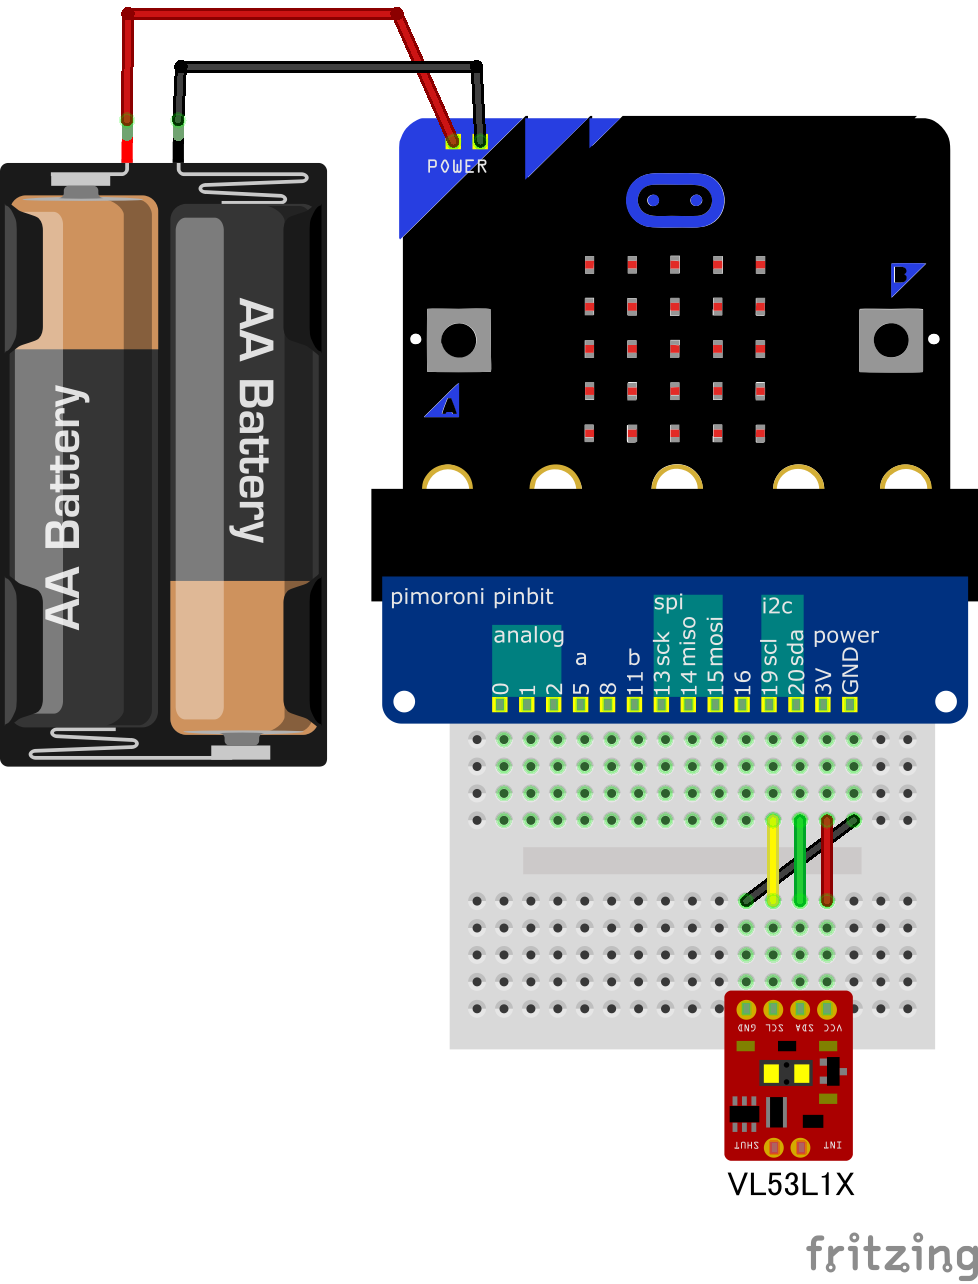 POWER
B
AA Battery
AA Battery
A
pimoroni pinbit
spi
i2c
analog
a
b
power
0
1
2
5
8
11
13 sck
14 miso
15 mosi
16
19 scl
20 sda
3V
GND
GND
SCL
SDA
VCC
SHUT
INT
VL53L1X
fritzing